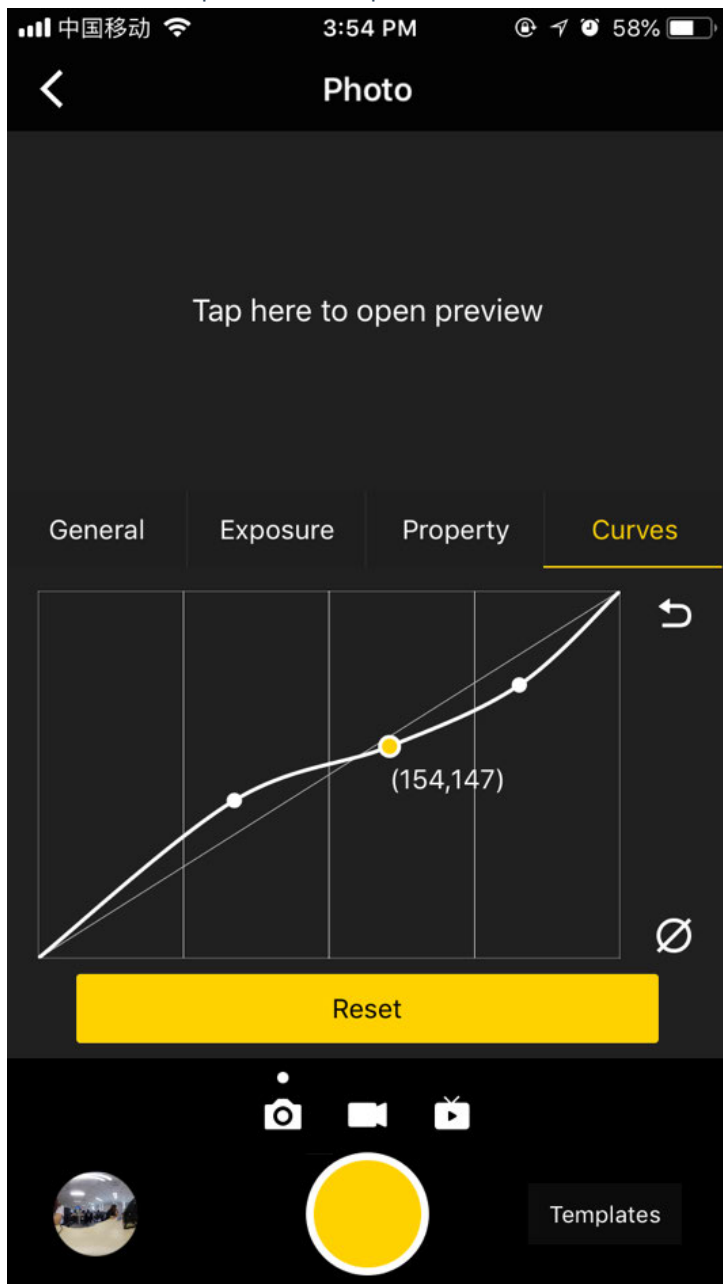 中国移动 3:54 PM 58%
Photo
Tap here to open preview
General Exposure Property Curves
(154,147)
Reset
Templates